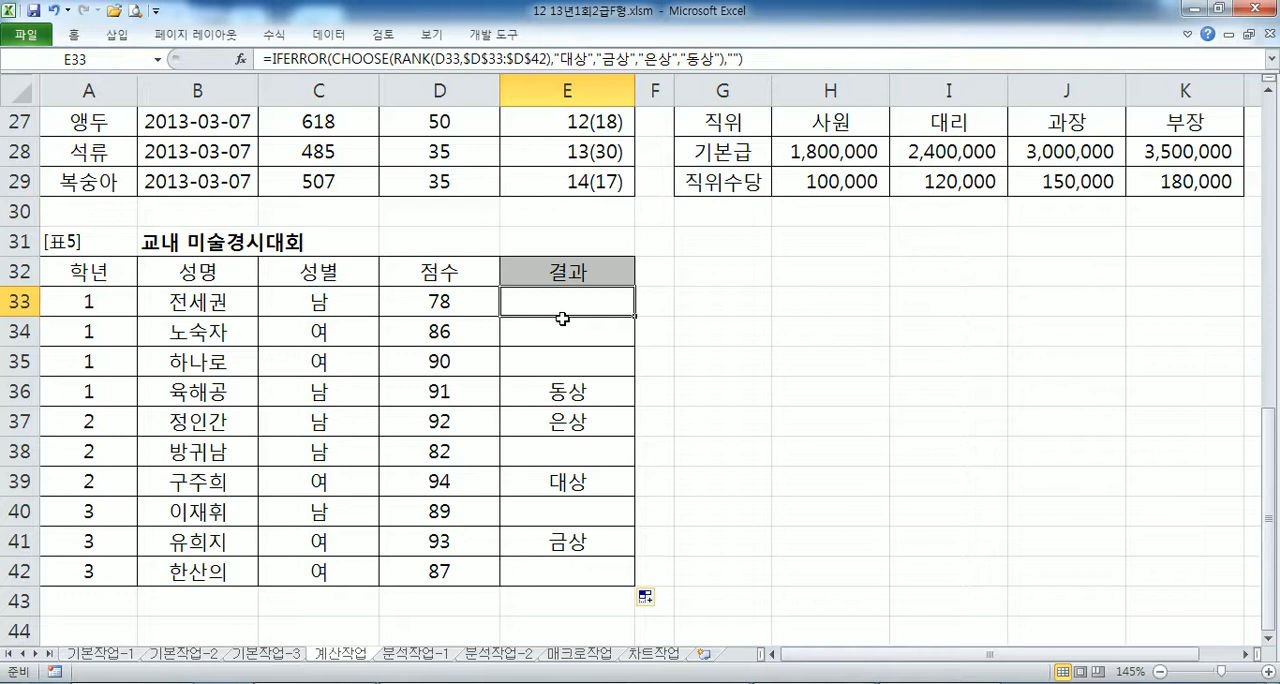 12 13년1회2급F형.xlsm - Microsoft Excel
파일 홈 삽입 페이지 레이아웃 수식 데이터 검토 보기 개발 도구
E33 fx =IFERROR(CHOOSE(RANK(D33,$D$33:$D$42),"대상","금상","은상","동상"),"")
A B C D E F G H I J K
27 앵두 2013-03-07 618 50 12(18) 직위 사원 대리 과장 부장
28 석류 2013-03-07 485 35 13(30) 기본급 1,800,000 2,400,000 3,000,000 3,500,000
29 복숭아 2013-03-07 507 35 14(17) 직위수당 100,000 120,000 150,000 180,000
30
31 [표5] 교내 미술경시대회
32 학년 성명 성별 점수 결과
33 1 전세권 남 78
34 1 노숙자 여 86
35 1 하나로 여 90
36 1 육해공 남 91 동상
37 2 정인간 남 92 은상
38 2 방귀남 남 82
39 2 구주희 여 94 대상
40 3 이재휘 남 89
41 3 유희지 여 93 금상
42 3 한산의 여 87
43
44
기본작업-1 기본작업-2 기본작업-3 계산작업 분석작업-1 분석작업-2 매크로작업 차트작업
준비 145%